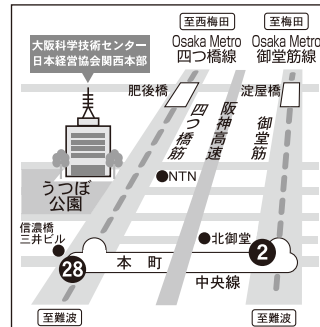 至西梅田
至梅田
Osaka Metro
四つ橋線
Osaka Metro
御堂筋線
大阪科学技術センター
日本経営協会関西本部
肥後橋
淀屋橋
四つ橋筋
阪神高速
御堂筋
うつぼ
公園
●NTN
信濃橋
三井ビル
●北御堂
28
本町
2
中央線
至難波
至難波